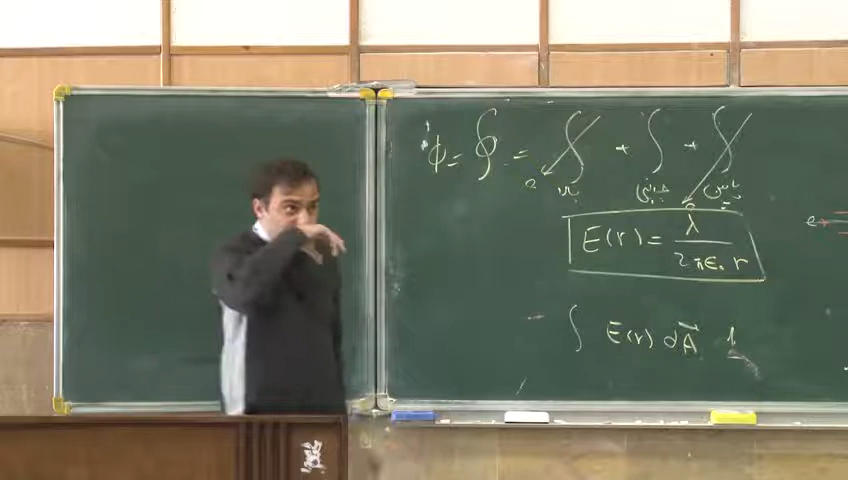 φ = ∮ = ∫ + ∫ + ∫
o بالا جانبی o پایین
E(r) = λ / 2πε₀ r
∫ E(r) dA⃗
e